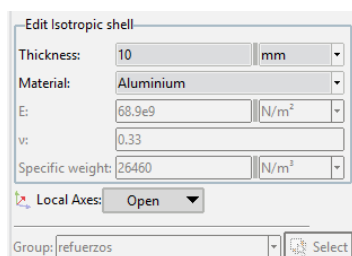 Edit Isotropic shell
Thickness: 10 mm
Material: Aluminium
E: 68.9e9 N/m²
v: 0.33
Specific weight: 26460 N/m³
Local Axes: Open
Group: refuerzos Select